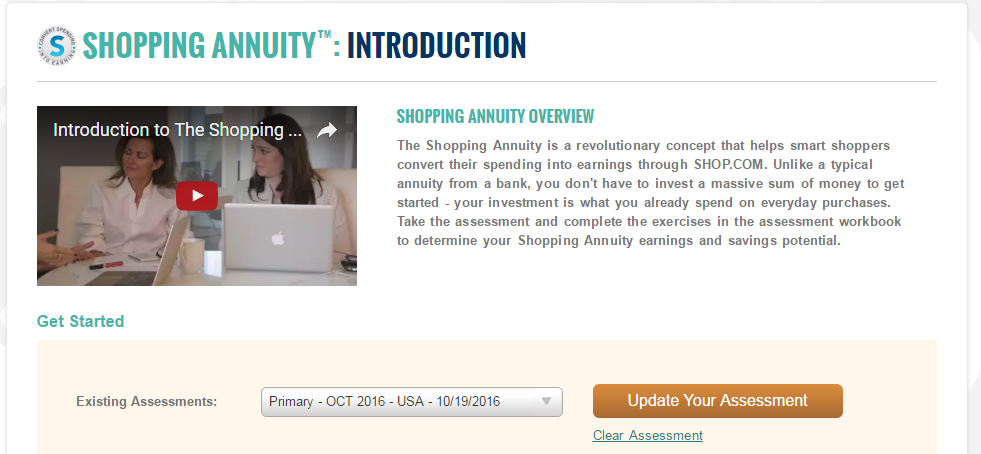 CONVERT SPENDING
INTO EARNING
S
SHOPPING ANNUITY™: INTRODUCTION
Introduction to The Shopping ...
SHOPPING ANNUITY OVERVIEW
The Shopping Annuity is a revolutionary concept that helps smart shoppers
convert their spending into earnings through SHOP.COM. Unlike a typical
annuity from a bank, you don't have to invest a massive sum of money to get
started - your investment is what you already spend on everyday purchases.
Take the assessment and complete the exercises in the assessment workbook
to determine your Shopping Annuity earnings and savings potential.
Get Started
Existing Assessments:
Primary - OCT 2016 - USA - 10/19/2016
Update Your Assessment
Clear Assessment